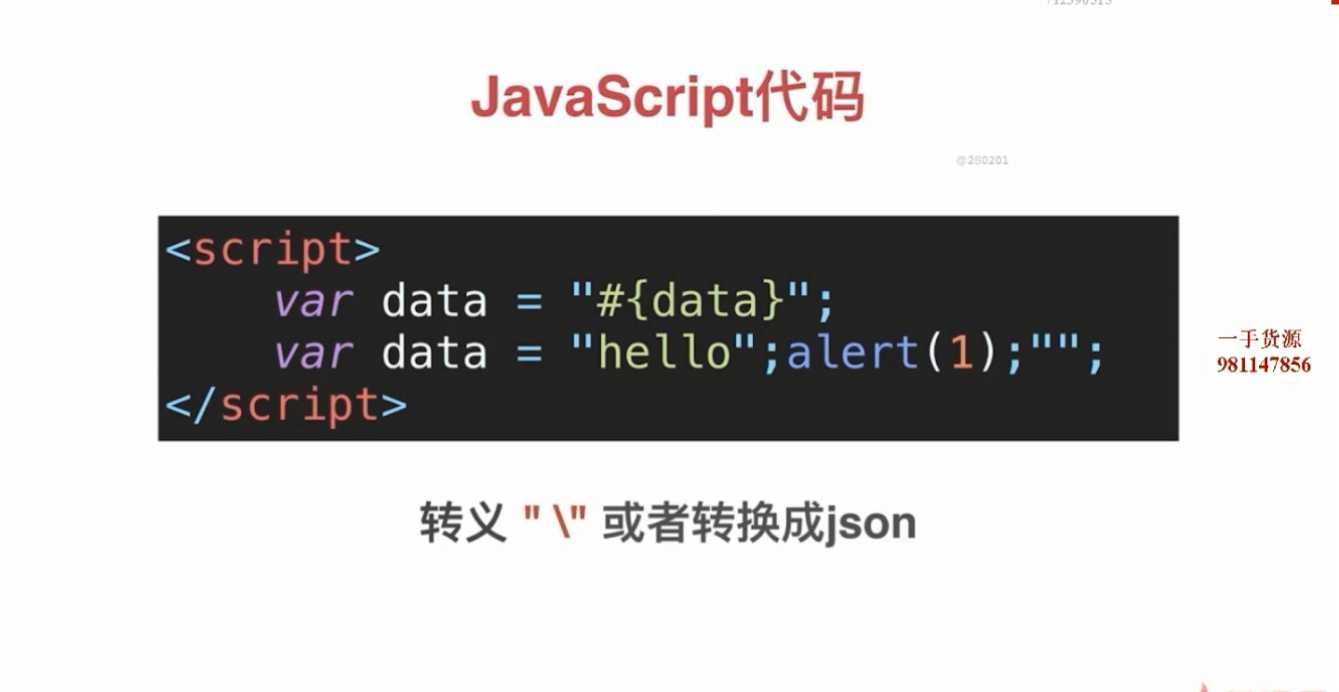 JavaScript代码
@280201
<script>
var data = "#{data}";
var data = "hello";alert(1);"";
</script>
一手货源
981147856
转义 " \" 或者转换成json